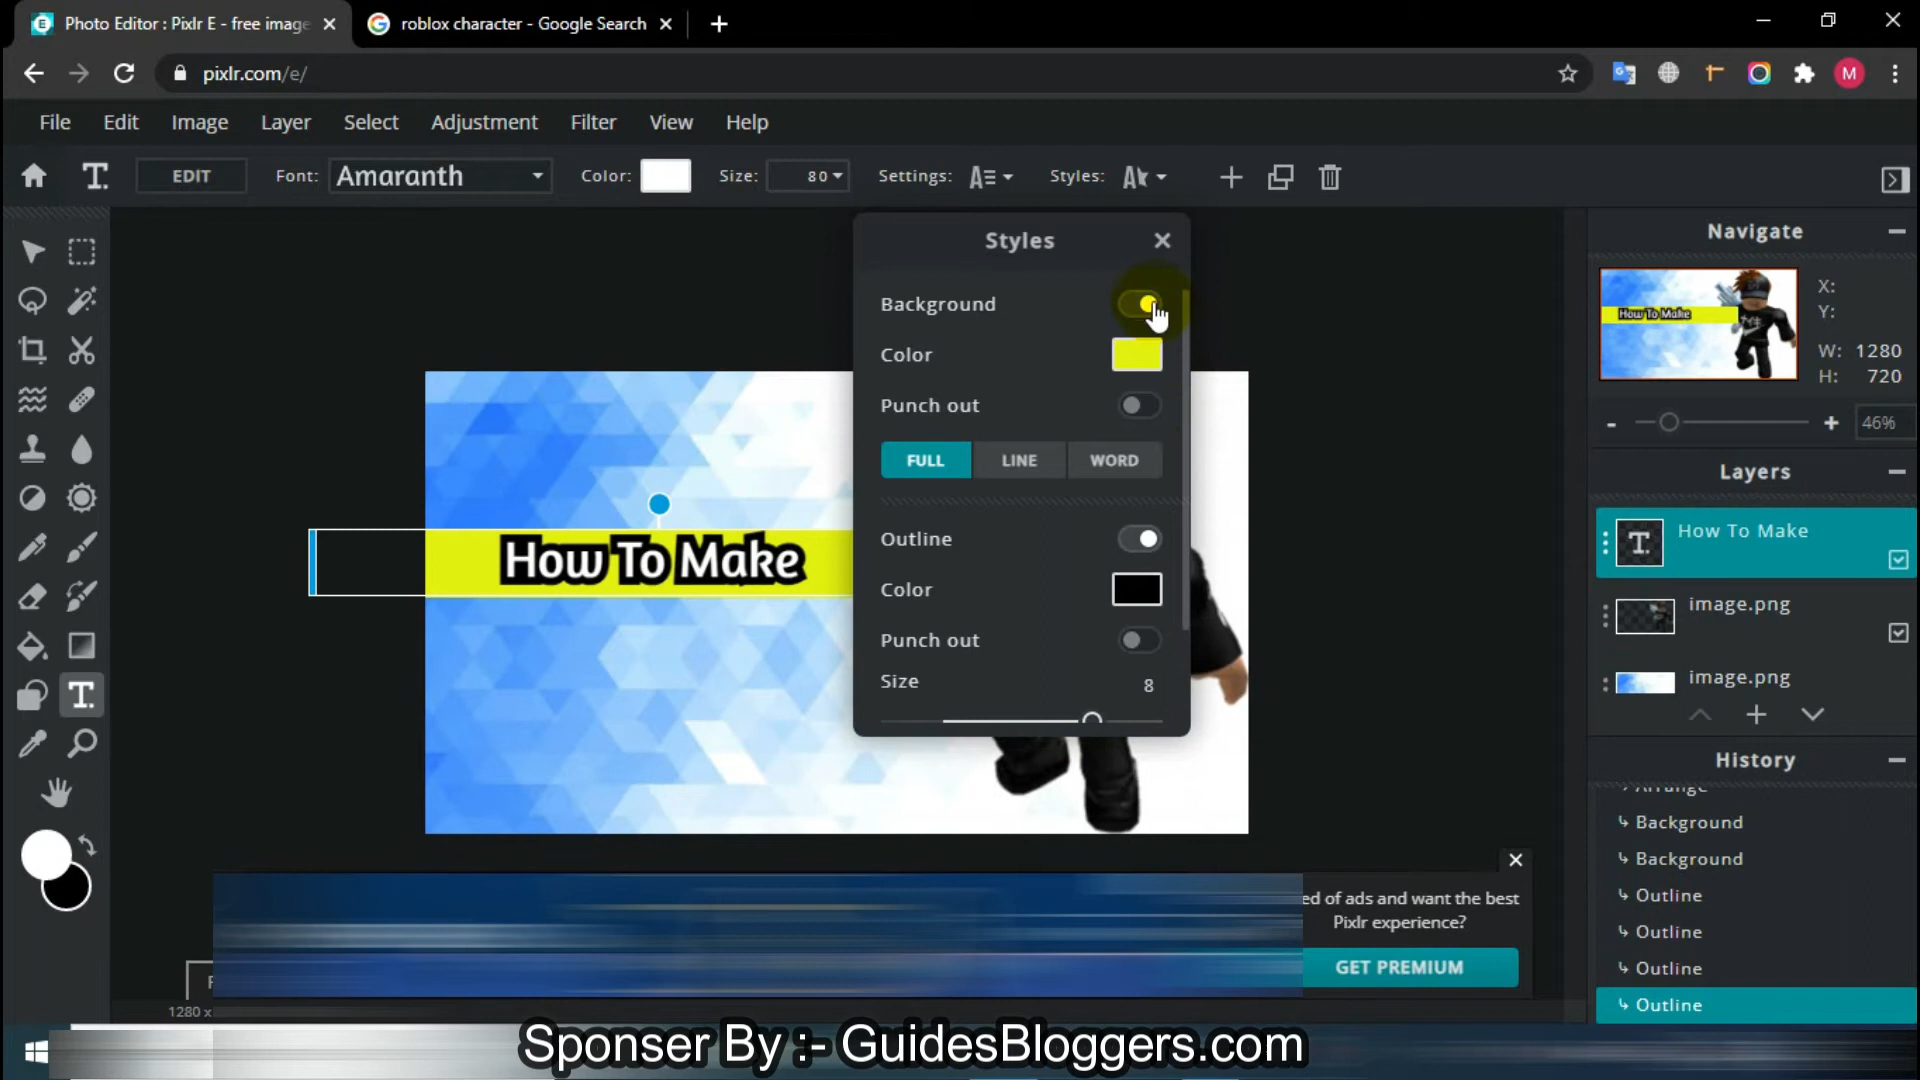 Photo Editor : Pixlr E - free image
roblox character - Google Search
pixlr.com/e/
M
File Edit Image Layer Select Adjustment Filter View Help
T. EDIT Font: Amaranth Color: Size: 80 Settings: Styles:
Styles
Background
Color
Punch out
FULL LINE WORD
Outline
Color
Punch out
Size 8
How To Make
Navigate
How To Make
X:
Y:
W: 1280
H: 720
- + 46%
Layers
T. How To Make
image.png
image.png
History
Arrange
Background
Background
Outline
Outline
Outline
Outline
ed of ads and want the best
Pixlr experience?
GET PREMIUM
1280 x
Sponser By :- GuidesBloggers.com